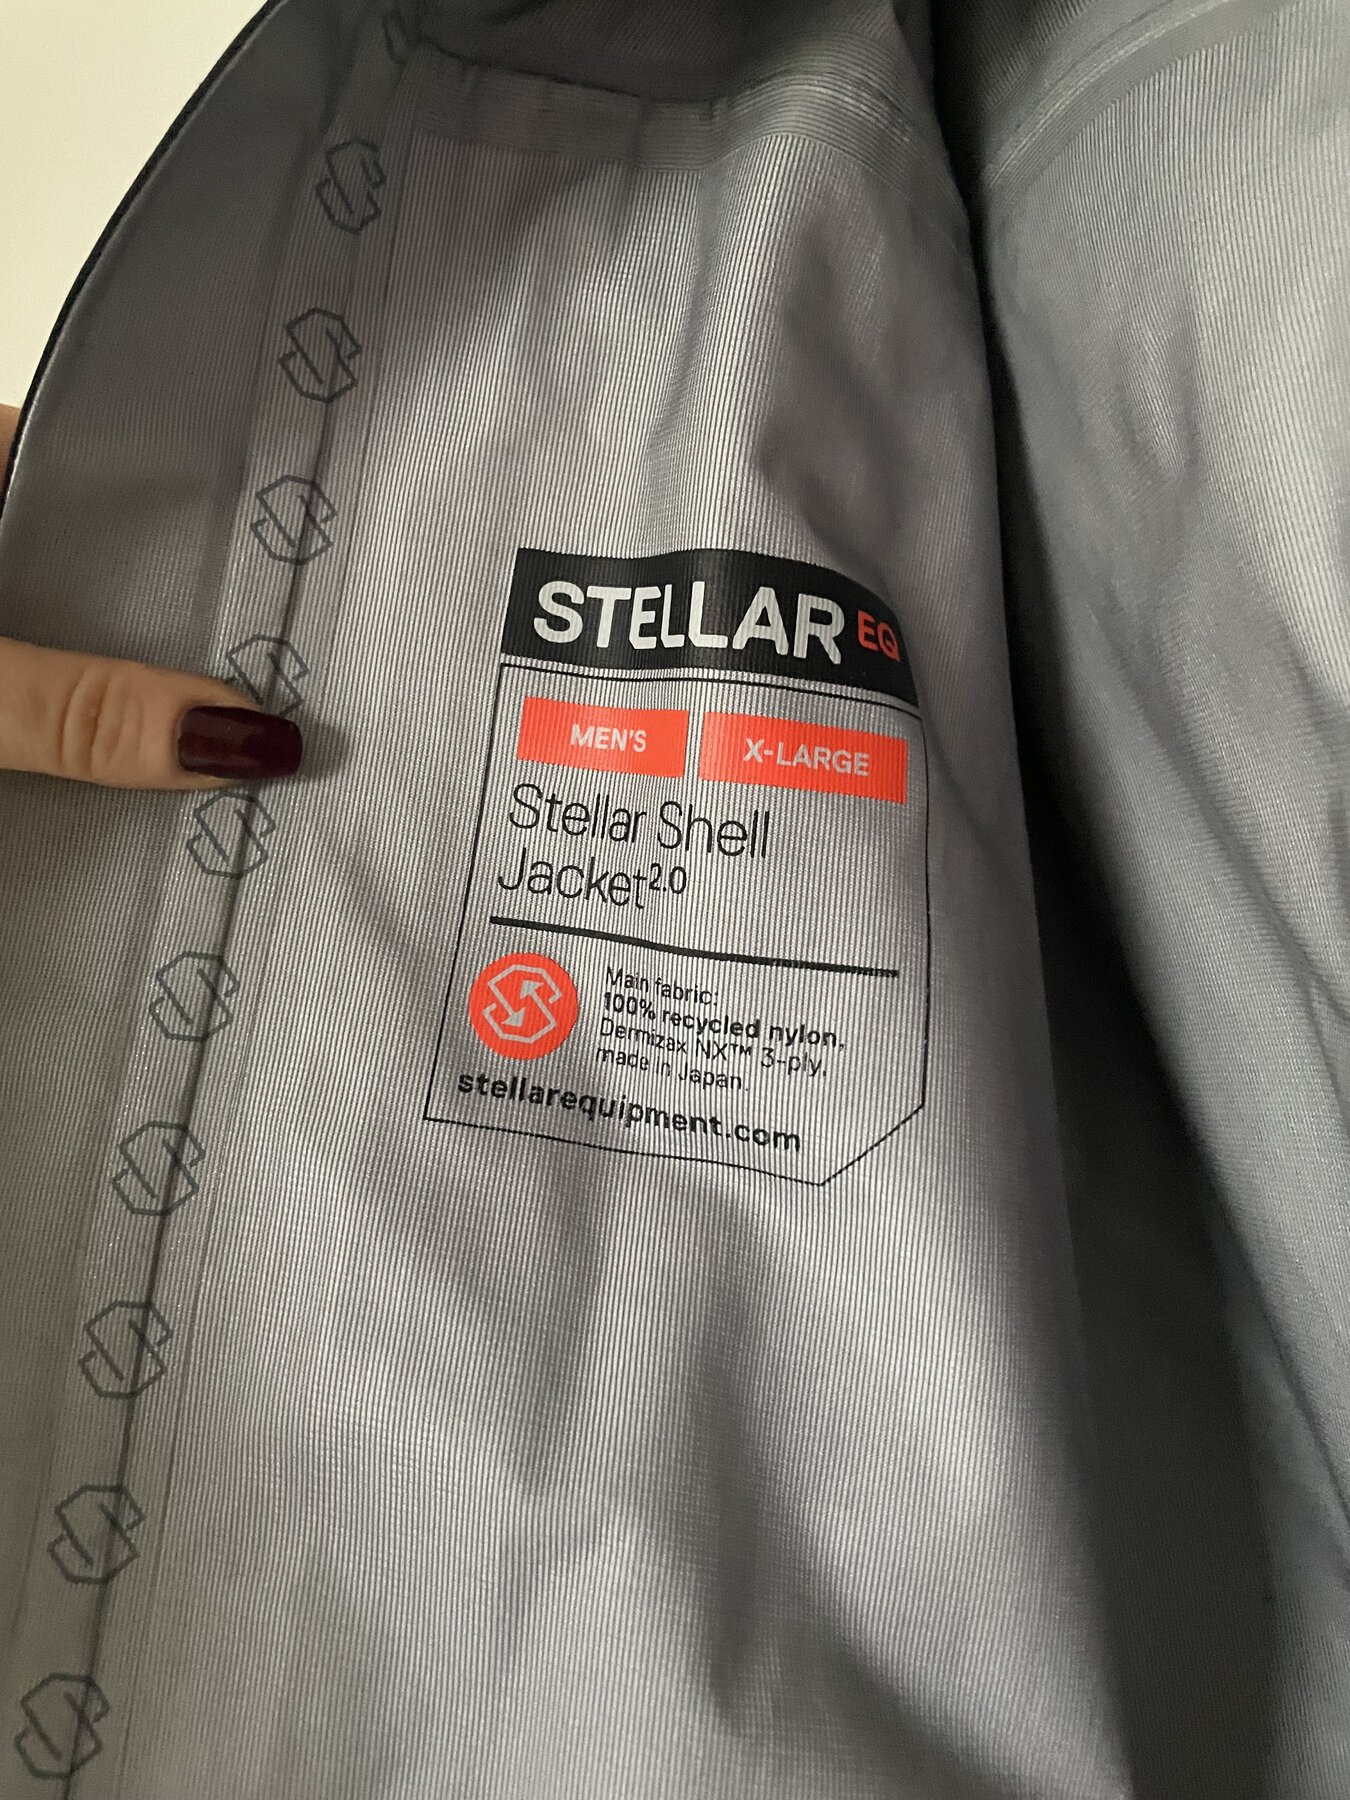 STELLAR EQ
MEN'S X-LARGE
Stellar Shell
Jacket²·⁰
Main fabric:
100% recycled nylon,
Dermizax NX™ 3-ply,
made in Japan.
stellarequipment.com